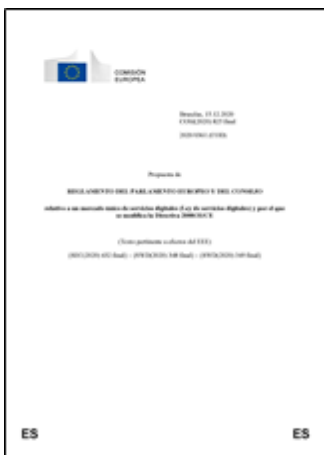 COMISIÓN
EUROPEA
Bruselas, 15.12.2020
COM(2020) 825 final
2020/0361 (COD)
Propuesta de
REGLAMENTO DEL PARLAMENTO EUROPEO Y DEL CONSEJO
relativo a un mercado único de servicios digitales (Ley de servicios digitales) y por el que
se modifica la Directiva 2000/31/CE
(Texto pertinente a efectos del EEE)
{SEC(2020) 432 final} - {SWD(2020) 348 final} - {SWD(2020) 349 final}
ES
ES